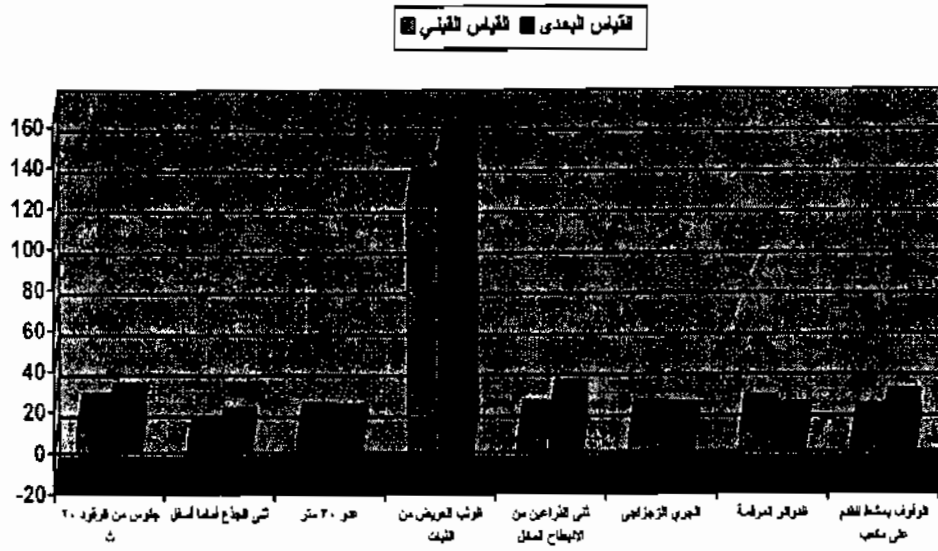 القياس القبلي القياس البعدى
160
140
120
100
80
60
40
20
0
-20
جلوس من الرقود ٢٠
ث
ثني الجذع أماما أسفل
عدو ٣٠ متر
الوثب العريض من
الثبات
ثني الذراعين من
الانبطاح المائل
الجري الزجزاجي
الدوائر المرقمة
الوقوف بمشط القدم
على مكعب